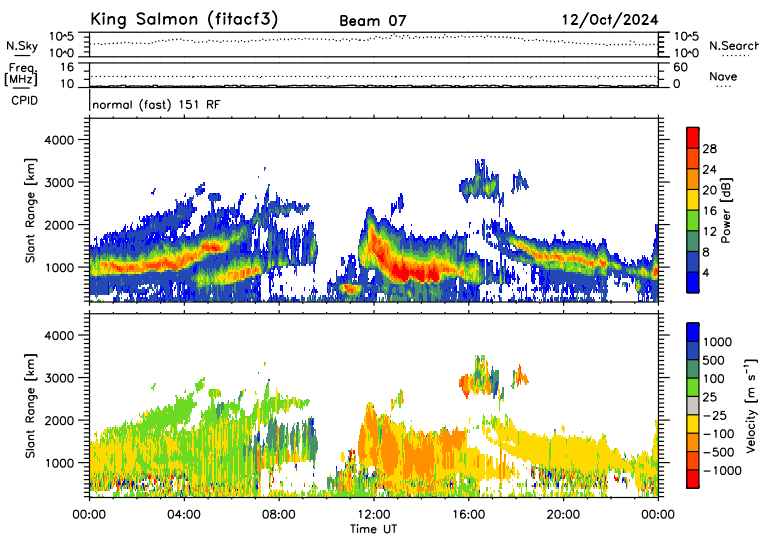 King Salmon (fitacf3) Beam 07 12/Oct/2024
N.Sky 10^5 10^0 10^5 10^0 N.Search
Freq [MHz] 16 10 60 0 Nave
CPID normal (fast) 151 RF
Slant Range [km] 4000 3000 2000 1000
28 24 20 16 12 8 4 Power [dB]
Slant Range [km] 4000 3000 2000 1000
1000 500 100 25 -25 -100 -500 -1000 Velocity [m s⁻¹]
00:00 04:00 08:00 12:00 16:00 20:00 00:00
Time UT